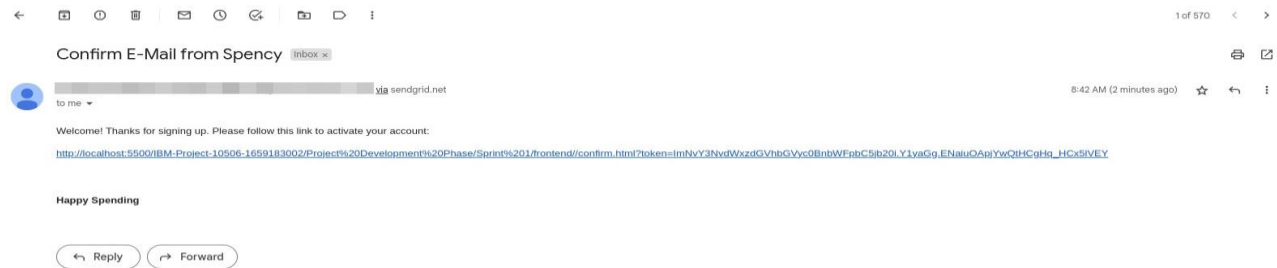 1 of 570
Confirm E-Mail from Spency Inbox ×
via sendgrid.net
8:42 AM (2 minutes ago)
to me
Welcome! Thanks for signing up. Please follow this link to activate your account:
http://localhost:5500/IBM-Project-10506-1659183002/Project%20Development%20Phase/Sprint%201/frontend//confirm.html?token=ImNvY3NvdWxzdGVhbGVyc0BnbWFpbC5jb20i.Y1yaGg.ENaiuOApjYwQtHCgHq_HCx5IVEY
Happy Spending
Reply
Forward